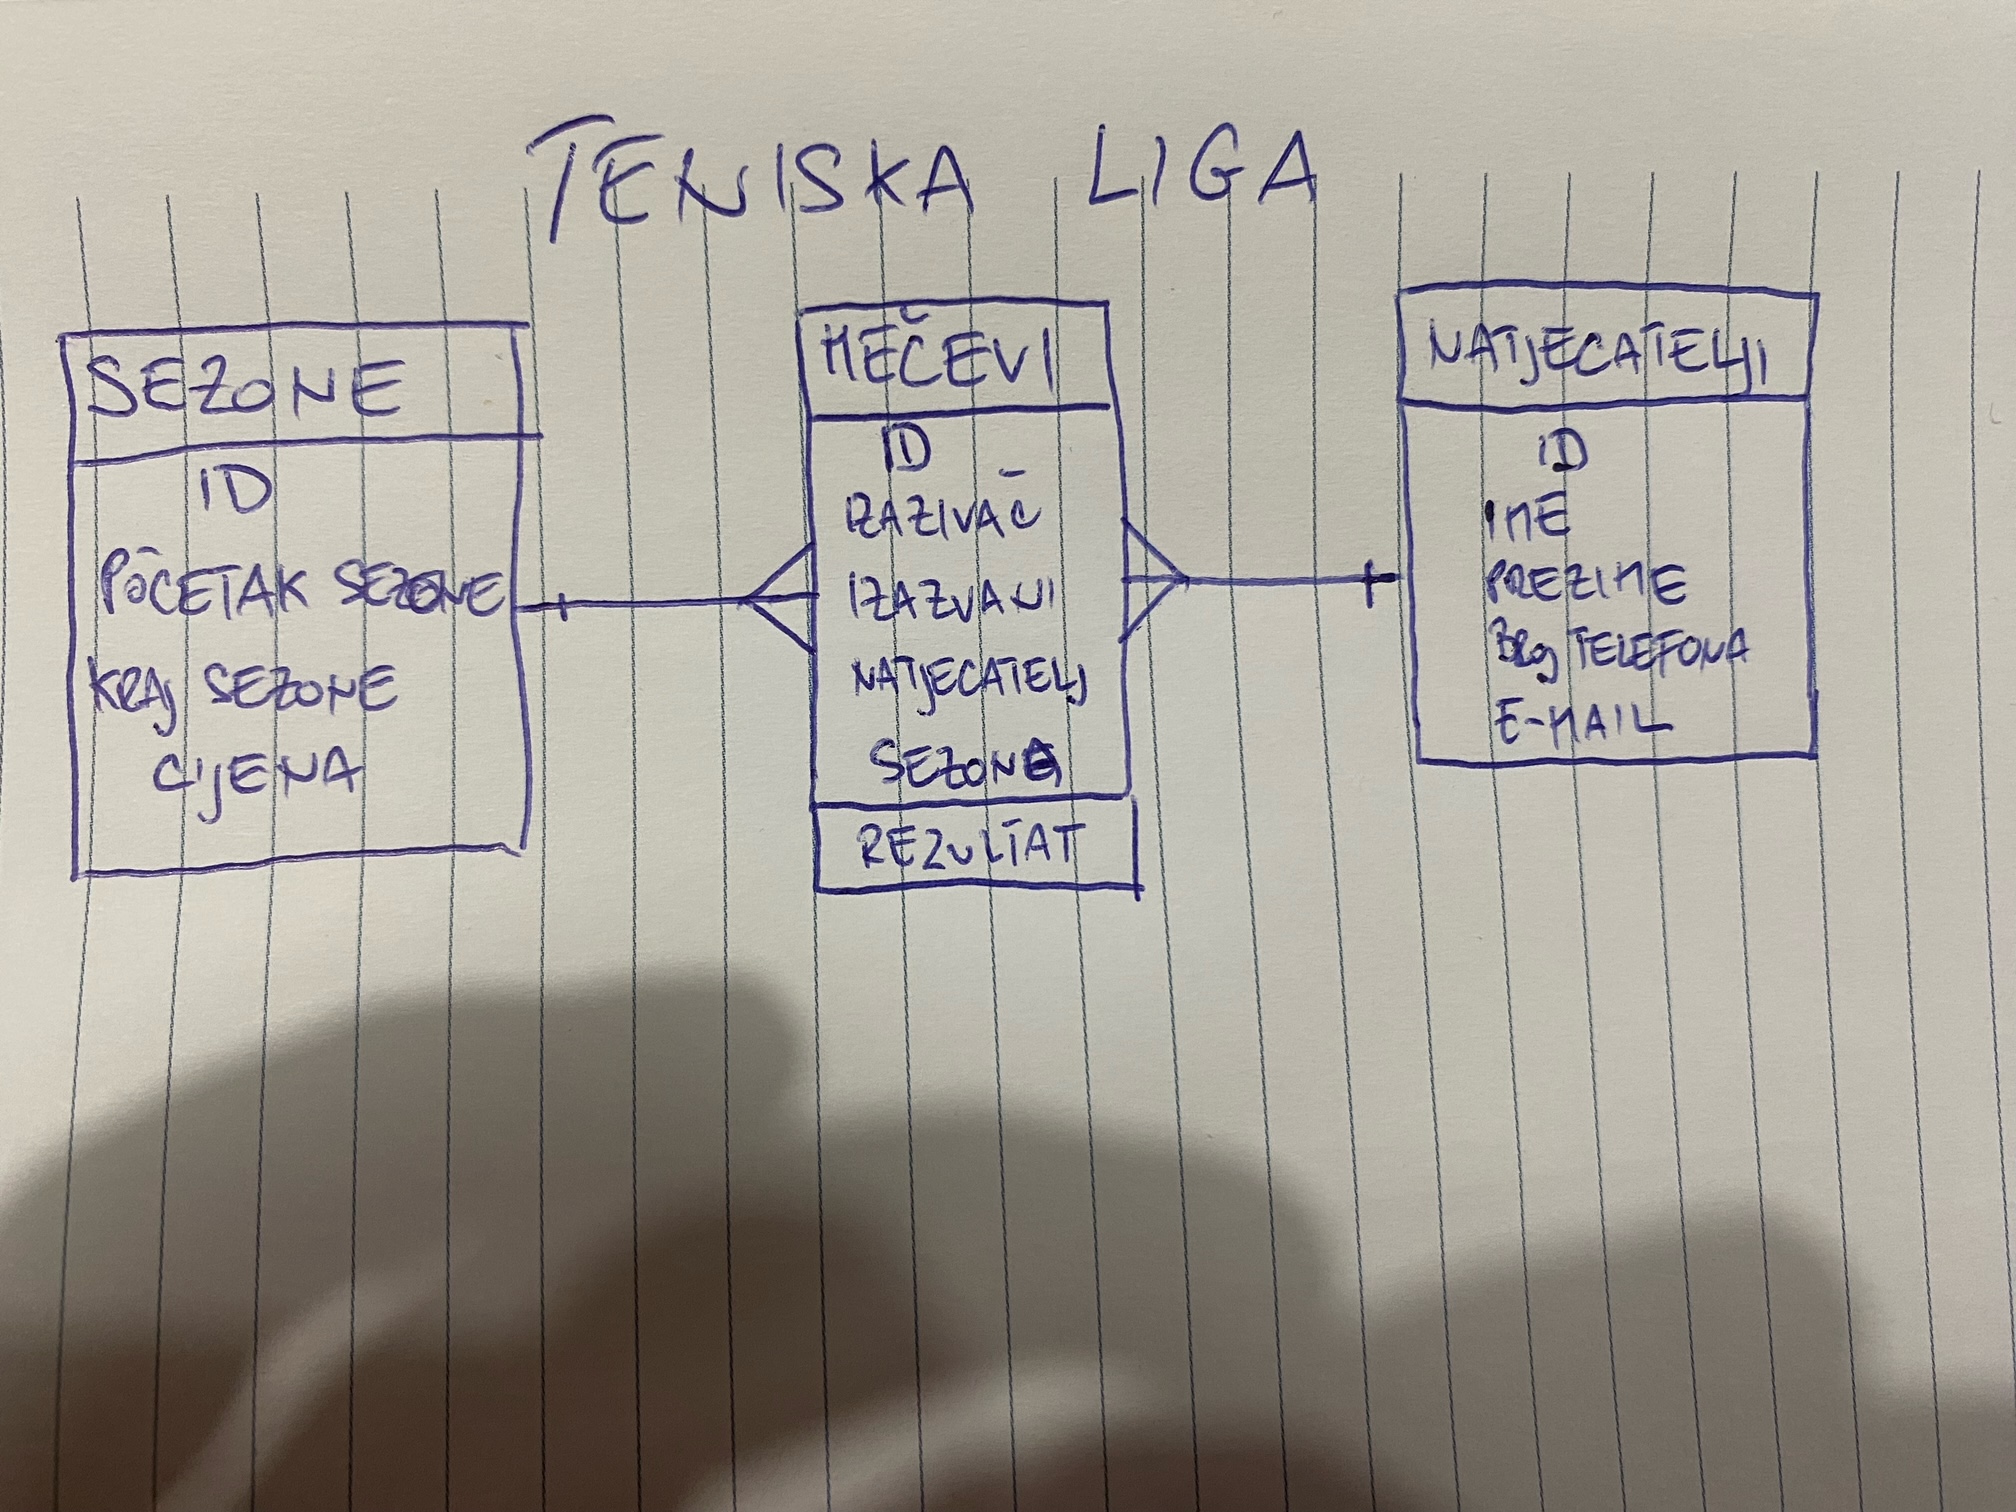 TENISKA LIGA
SEZONE
ID
POČETAK SEZONE
KRAJ SEZONE
CIJENA
MEČEVI
ID
IZAZIVAČ
IZAZVANI
NATJECATELJ
SEZONA
REZULTAT
NATJECATELJI
ID
IME
PREZIME
BROJ TELEFONA
E-MAIL